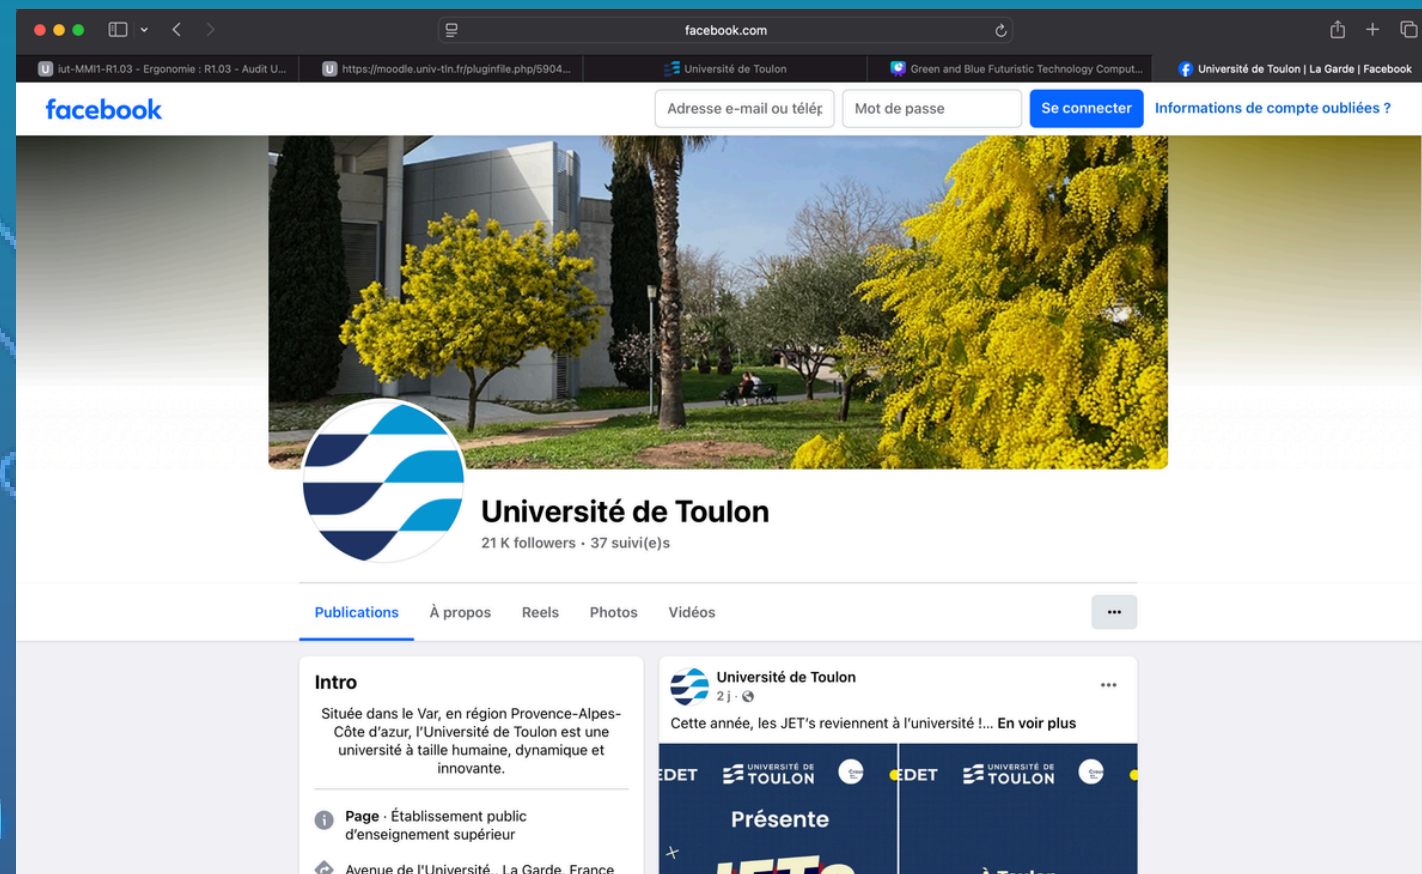 facebook.com
iut-MMI1-R1.03 - Ergonomie : R1.03 - Audit U...
https://moodle.univ-tln.fr/pluginfile.php/5904...
Université de Toulon
Green and Blue Futuristic Technology Comput...
Université de Toulon | La Garde | Facebook
facebook
Adresse e-mail ou télép
Mot de passe
Se connecter
Informations de compte oubliées ?
Université de Toulon
21 K followers · 37 suivi(e)s
Publications
À propos
Reels
Photos
Vidéos
Intro
Située dans le Var, en région Provence-Alpes-
Côte d'azur, l'Université de Toulon est une
université à taille humaine, dynamique et
innovante.
Page · Établissement public
d'enseignement supérieur
Avenue de l'Université,, La Garde, France
Université de Toulon
2 j
Cette année, les JET's reviennent à l'université !... En voir plus
EDET
UNIVERSITÉ DE
TOULON
EDET
UNIVERSITÉ DE
TOULON
Présente
JETs
à Toulon